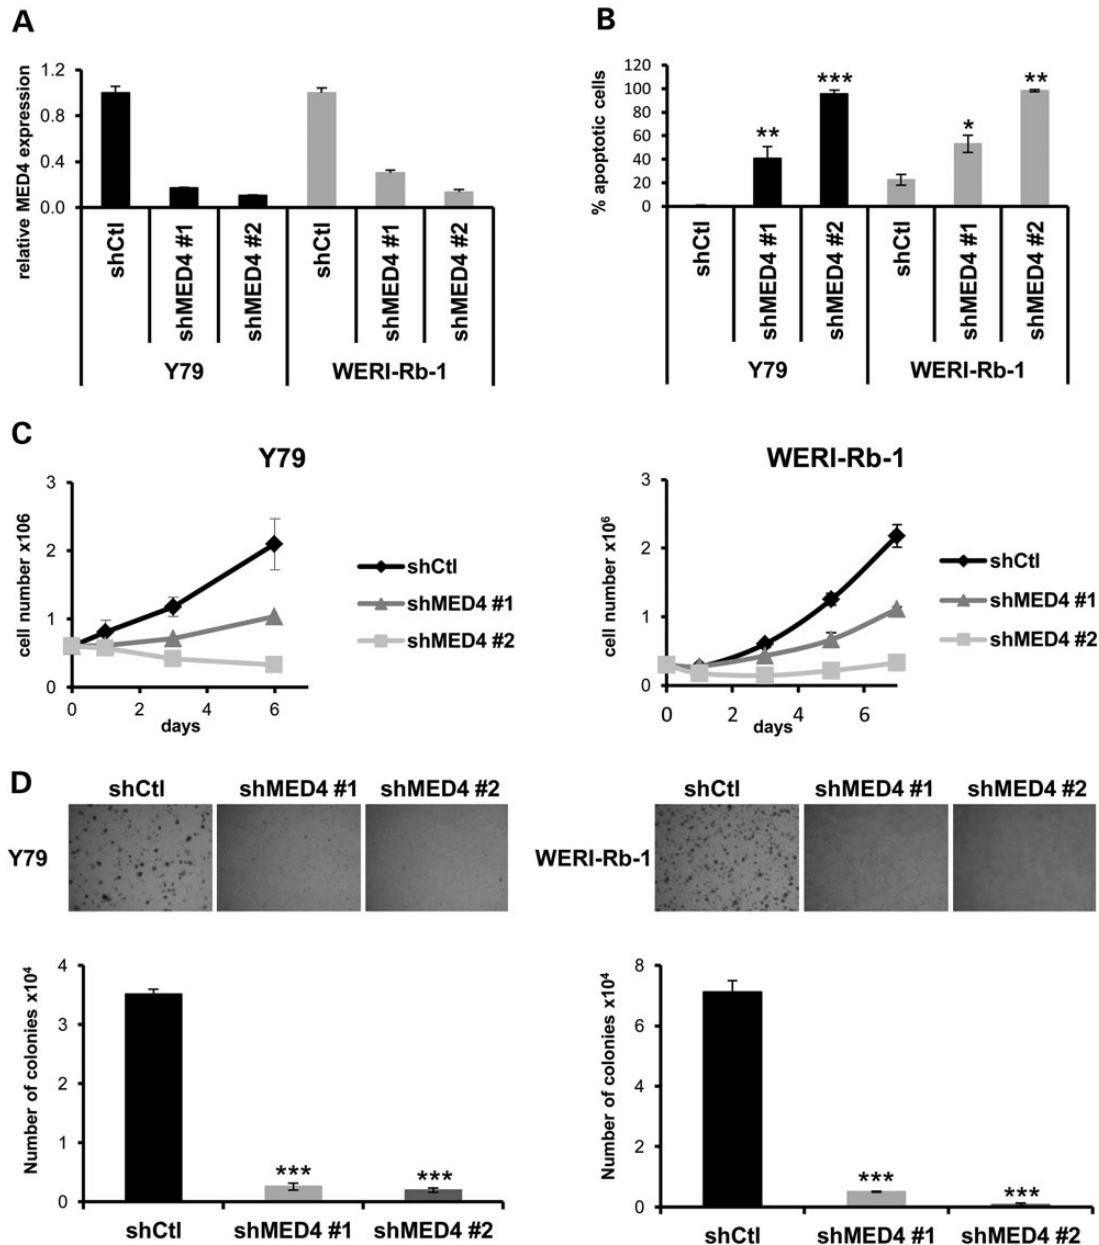 A
relative MED4 expression
1.2
0.8
0.4
0.0
shCtl
shMED4 #1
shMED4 #2
shCtl
shMED4 #1
shMED4 #2
Y79
WERI-Rb-1
B
% apoptotic cells
120
100
80
60
40
20
0
**
***
*
**
shCtl
shMED4 #1
shMED4 #2
shCtl
shMED4 #1
shMED4 #2
Y79
WERI-Rb-1
C
Y79
cell number x106
3
2
1
0
0 2 4 6
days
shCtl
shMED4 #1
shMED4 #2
WERI-Rb-1
cell number x10⁶
3
2
1
0
0 2 4 6
days
shCtl
shMED4 #1
shMED4 #2
D
shCtl shMED4 #1 shMED4 #2
Y79
shCtl shMED4 #1 shMED4 #2
WERI-Rb-1
Number of colonies x10⁴
4
3
2
1
0
***
***
shCtl shMED4 #1 shMED4 #2
Number of colonies x10⁴
8
6
4
2
0
***
***
shCtl shMED4 #1 shMED4 #2